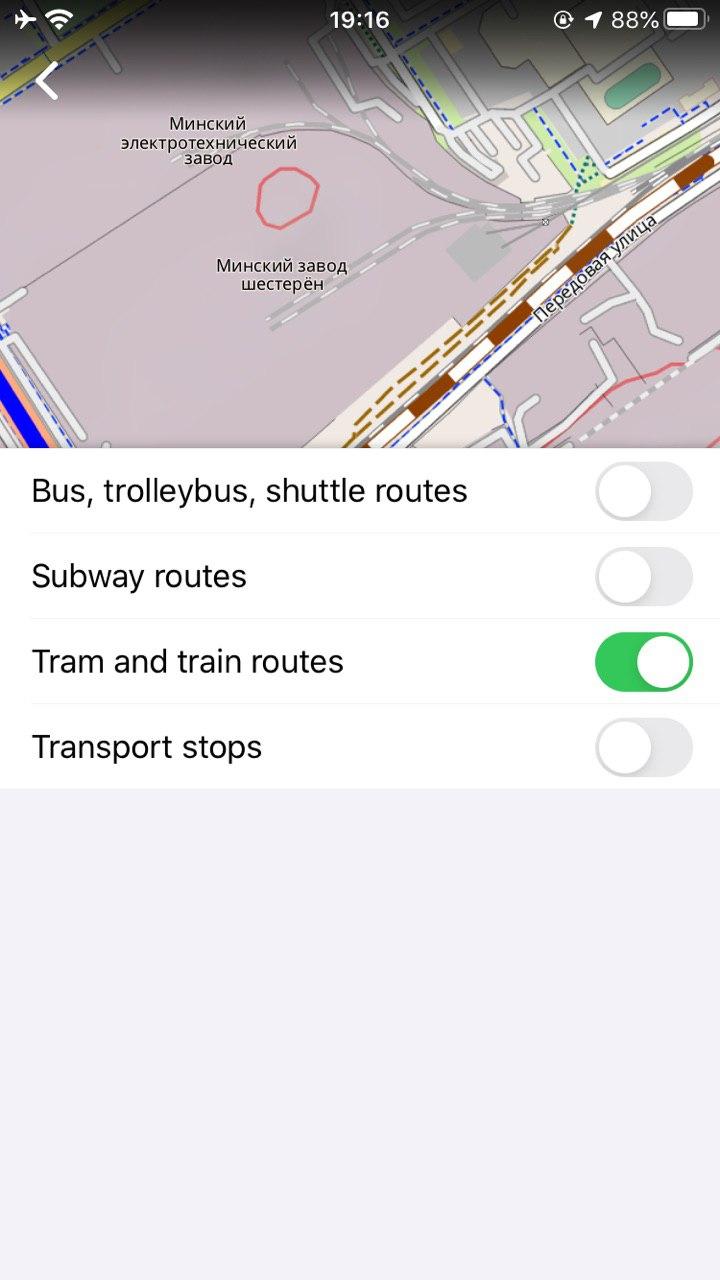 19:16
88%
Минский
электротехнический
завод
Минский завод
шестерён
Передовая улица
Bus, trolleybus, shuttle routes
Subway routes
Tram and train routes
Transport stops